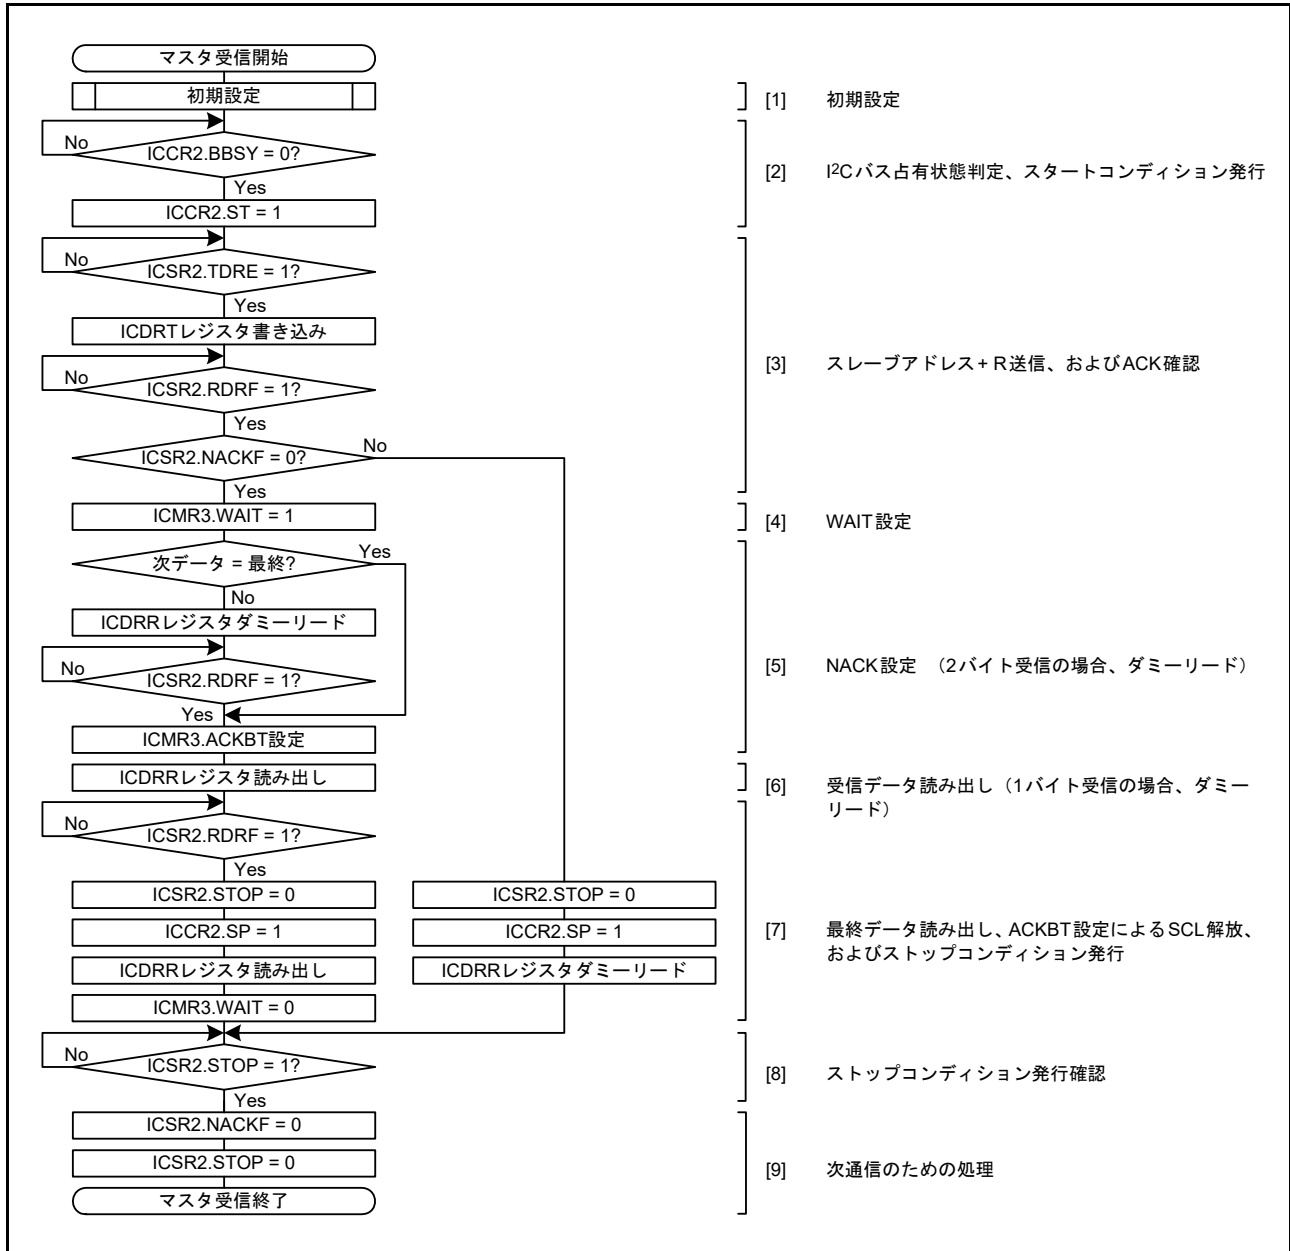 マスタ受信開始
初期設定
[1] 初期設定
No
ICCR2.BBSY = 0?
[2] I²Cバス占有状態判定、スタートコンディション発行
Yes
ICCR2.ST = 1
No
ICSR2.TDRE = 1?
Yes
ICDRTレジスタ書き込み
[3] スレーブアドレス+ R送信、およびACK確認
No
ICSR2.RDRF = 1?
Yes
No
ICSR2.NACKF = 0?
Yes
ICMR3.WAIT = 1
[4] WAIT設定
Yes
次データ = 最終?
No
ICDRRレジスタダミーリード
No
ICSR2.RDRF = 1?
[5] NACK設定 (2バイト受信の場合、ダミーリード)
Yes
ICMR3.ACKBT設定
ICDRRレジスタ読み出し
[6] 受信データ読み出し(1バイト受信の場合、ダミー
リード)
No
ICSR2.RDRF = 1?
Yes
ICSR2.STOP = 0
ICSR2.STOP = 0
ICCR2.SP = 1
ICCR2.SP = 1
[7] 最終データ読み出し、ACKBT設定によるSCL解放、
およびストップコンディション発行
ICDRRレジスタ読み出し
ICDRRレジスタダミーリード
ICMR3.WAIT = 0
No
ICSR2.STOP = 1?
[8] ストップコンディション発行確認
Yes
ICSR2.NACKF = 0
ICSR2.STOP = 0
[9] 次通信のための処理
マスタ受信終了